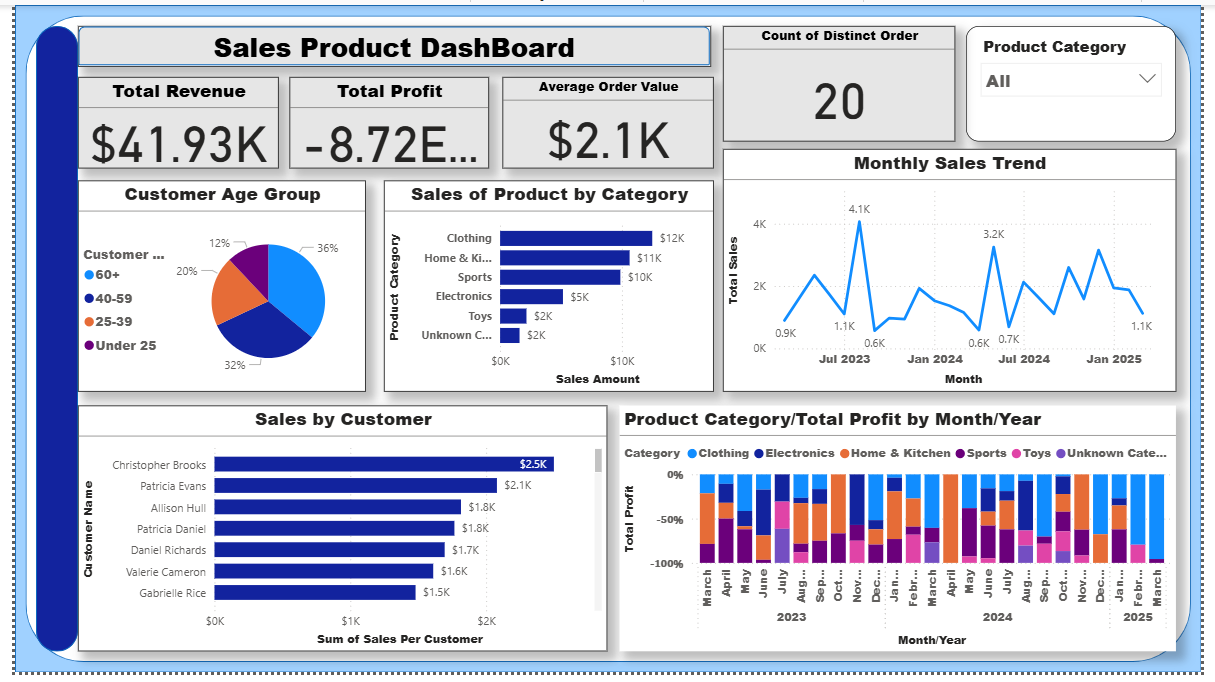 Sales Product DashBoard
Count of Distinct Order
20
Product Category
All
Total Revenue
$41.93K
Total Profit
-8.72E...
Average Order Value
$2.1K
Monthly Sales Trend
Total Sales
4K
2K
0K
0.9K
1.1K
4.1K
0.6K
0.6K
3.2K
0.7K
1.1K
Jul 2023
Jan 2024
Jul 2024
Jan 2025
Month
Customer Age Group
Customer ...
60+
40-59
25-39
Under 25
36%
32%
20%
12%
Sales of Product by Category
Product Category
Clothing $12K
Home & Ki... $11K
Sports $10K
Electronics $5K
Toys $2K
Unknown C... $2K
$0K $10K
Sales Amount
Sales by Customer
Customer Name
Christopher Brooks $2.5K
Patricia Evans $2.1K
Allison Hull $1.8K
Patricia Daniel $1.8K
Daniel Richards $1.7K
Valerie Cameron $1.6K
Gabrielle Rice $1.5K
$0K $1K $2K
Sum of Sales Per Customer
Product Category/Total Profit by Month/Year
Category Clothing Electronics Home & Kitchen Sports Toys Unknown Cate...
Total Profit
0%
-50%
-100%
March April May June July Aug... Sep... Oct... Nov... Dec... Jan... Febr... March April May June July Aug... Sep... Oct... Nov... Dec... Jan... Febr... March
2023 2024 2025
Month/Year